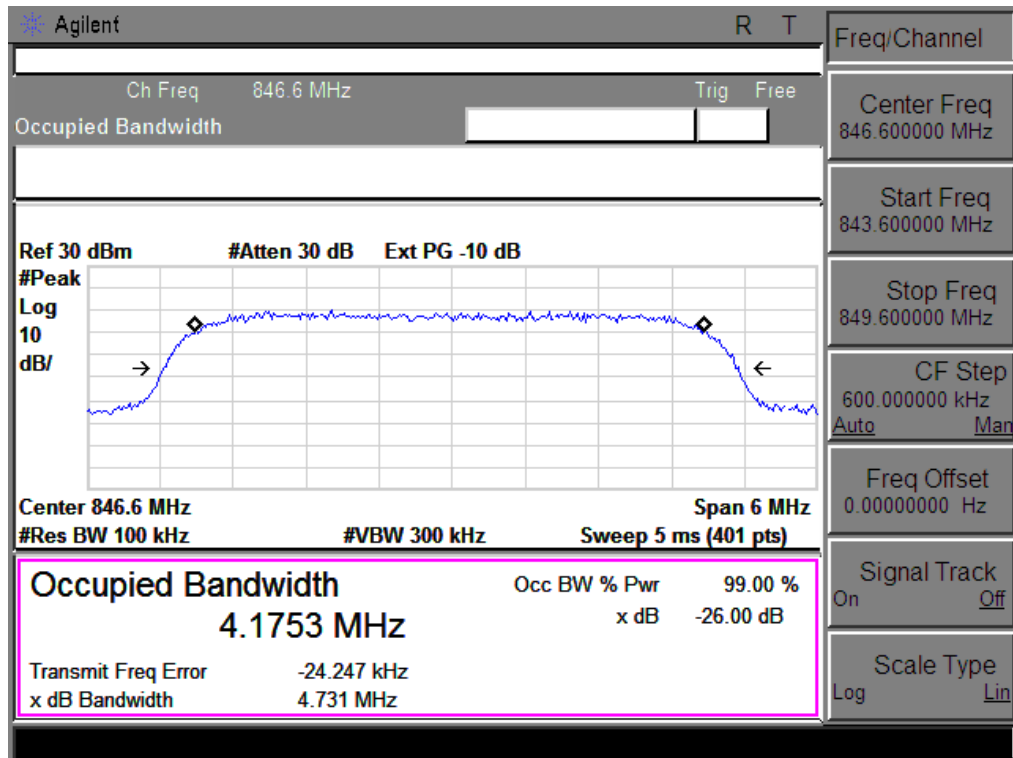 Agilent R T
Ch Freq 846.6 MHz Trig Free
Occupied Bandwidth
Ref 30 dBm #Atten 30 dB Ext PG -10 dB
#Peak
Log
10
dB/
Center 846.6 MHz Span 6 MHz
#Res BW 100 kHz #VBW 300 kHz Sweep 5 ms (401 pts)
Occupied Bandwidth Occ BW % Pwr 99.00 %
4.1753 MHz x dB -26.00 dB
Transmit Freq Error -24.247 kHz
x dB Bandwidth 4.731 MHz
Freq/Channel
Center Freq
846.600000 MHz
Start Freq
843.600000 MHz
Stop Freq
849.600000 MHz
CF Step
600.000000 kHz
Auto Man
Freq Offset
0.00000000 Hz
Signal Track
On Off
Scale Type
Log Lin